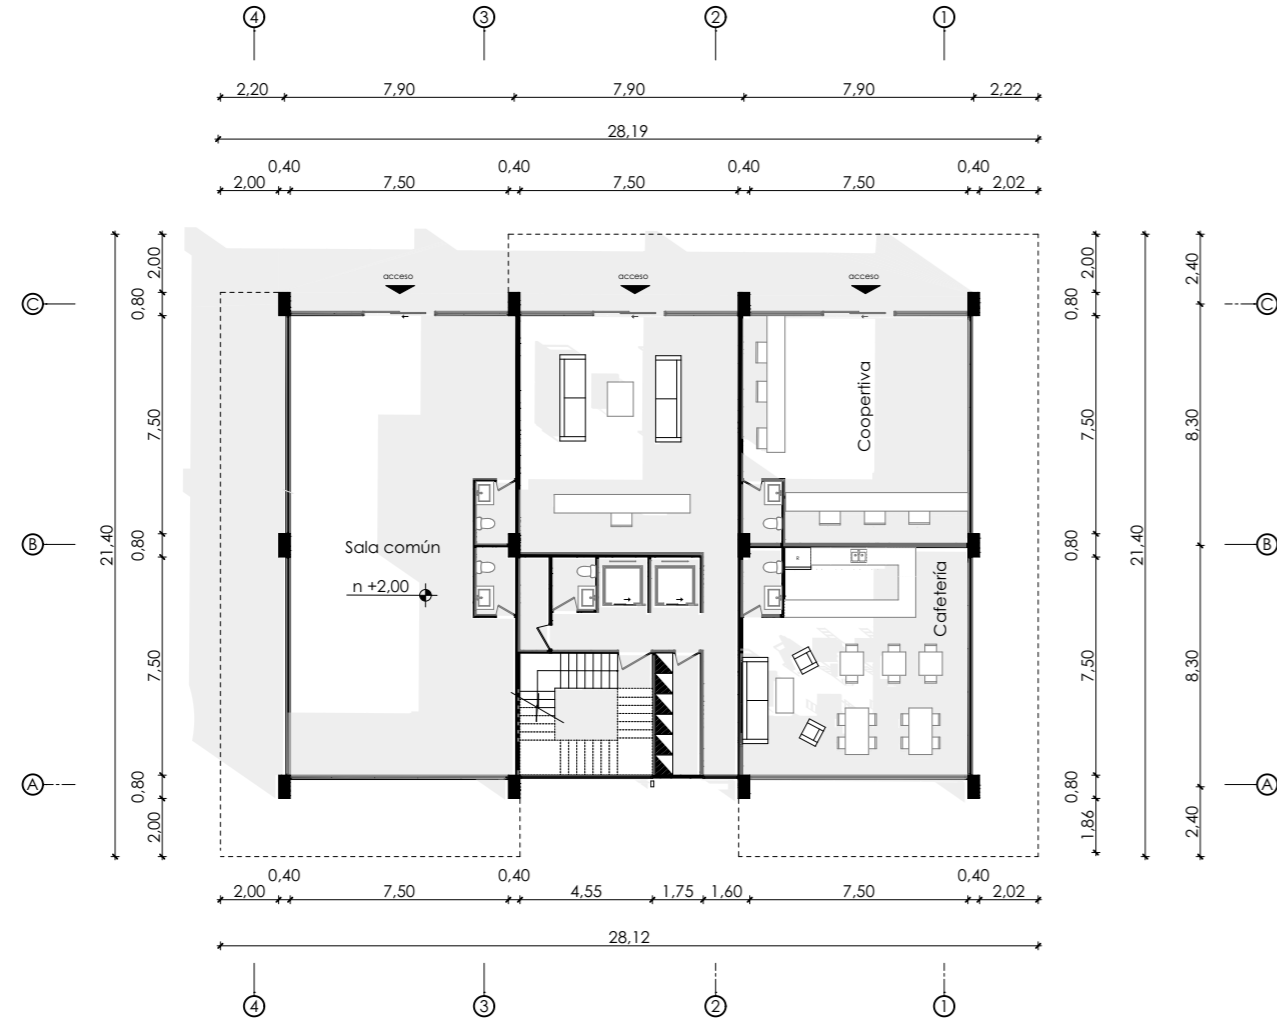 4 3 2 1
2,20 7,90 7,90 7,90 2,22
28,19
0,40 0,40 0,40 0,40
2,00 7,50 7,50 7,50 2,02
acceso acceso acceso
C C
B B
A A
21,40
2,00
0,80
7,50
0,80
7,50
0,80
2,00
Coopertiva
Sala común
n +2,00
Cafetería
2,00
0,80
7,50
0,80
7,50
0,80
1,86
21,40
2,40
8,30
8,30
2,40
0,40 0,40 0,40
2,00 7,50 4,55 1,75 1,60 7,50 2,02
28,12
4 3 2 1